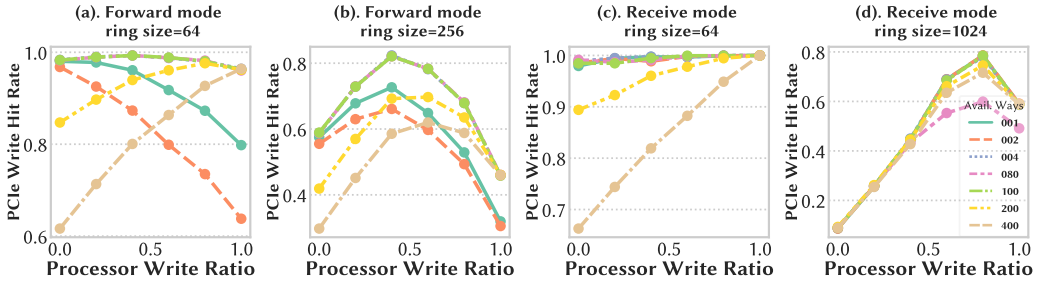 (a). Forward mode
ring size=64
PCIe Write Hit Rate
1.0
0.8
0.6
0.0
0.5
1.0
Processor Write Ratio
(b). Forward mode
ring size=256
PCIe Write Hit Rate
0.8
0.6
0.4
0.0
0.5
1.0
Processor Write Ratio
(c). Receive mode
ring size=64
PCIe Write Hit Rate
1.0
0.9
0.8
0.7
0.0
0.5
1.0
Processor Write Ratio
(d). Receive mode
ring size=1024
PCIe Write Hit Rate
0.8
0.6
0.4
0.2
0.0
0.5
1.0
Processor Write Ratio
Avail. Ways
001
002
004
080
100
200
400